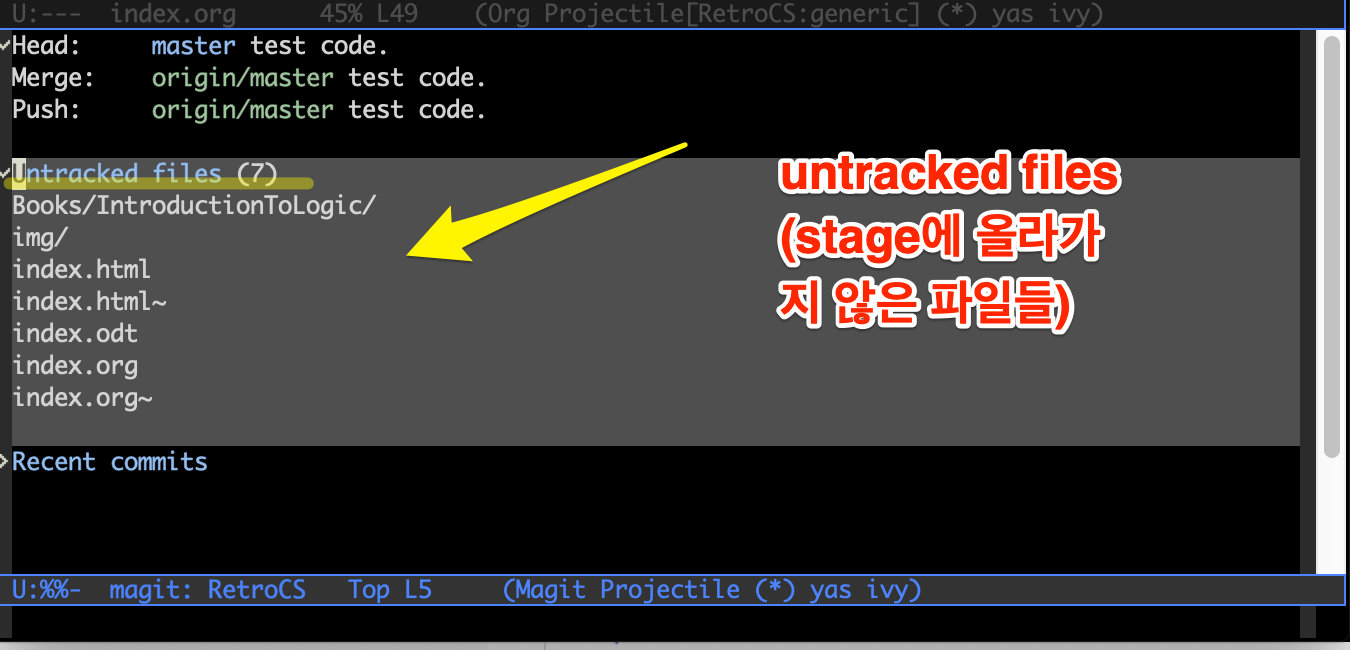 U:--- index.org 45% L49 (Org Projectile[RetroCS:generic] (*) yas ivy)
Head: master test code.
Merge: origin/master test code.
Push: origin/master test code.
Untracked files (7)
Books/IntroductionToLogic/
img/
index.html
index.html~
index.odt
index.org
index.org~
untracked files
(stage에 올라가
지 않은 파일들)
Recent commits
U:%%- magit: RetroCS Top L5 (Magit Projectile (*) yas ivy)